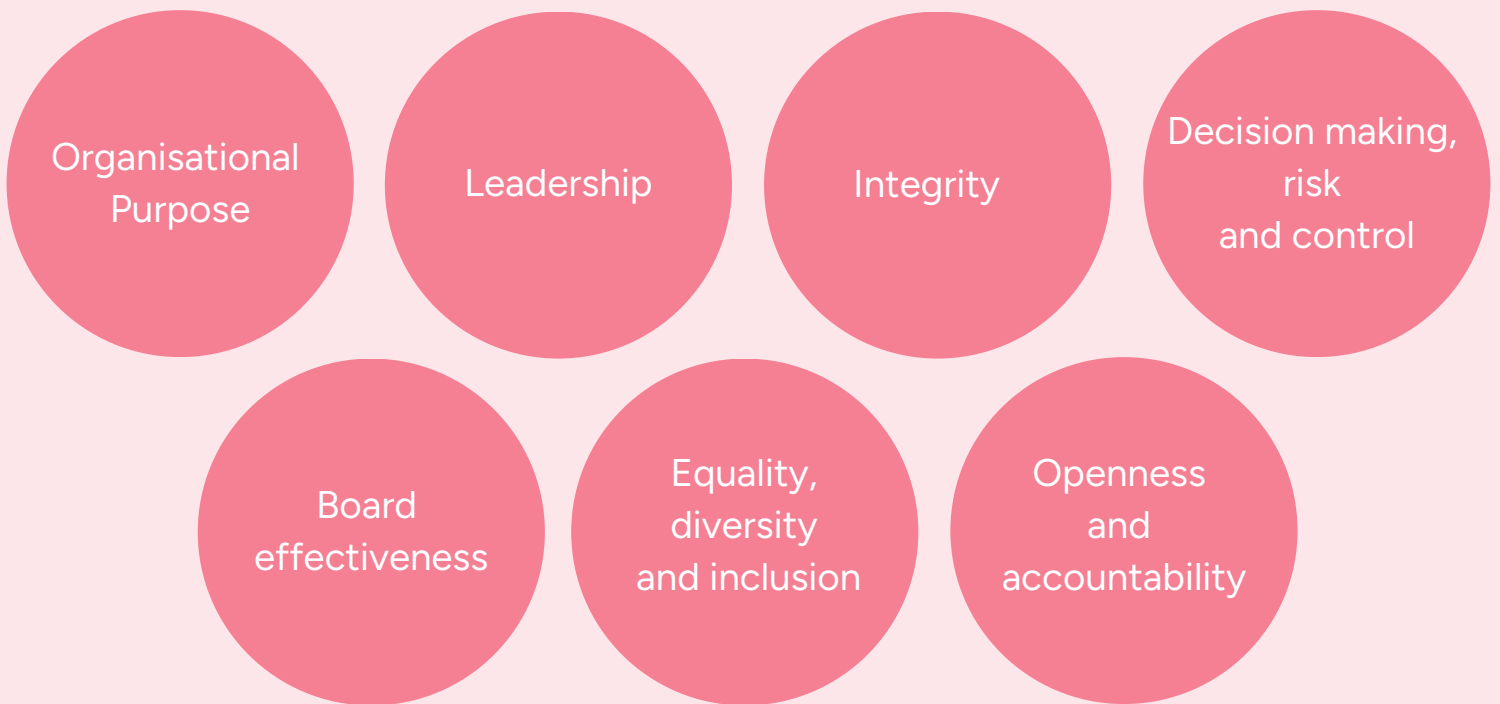 Organisational
Purpose
Leadership
Integrity
Decision making,
risk
and control
Board
effectiveness
Equality,
diversity
and inclusion
Openness
and
accountability